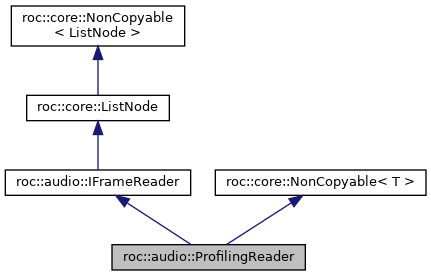 roc::core::NonCopyable
< ListNode >
roc::core::ListNode
roc::audio::IFrameReader
roc::core::NonCopyable< T >
roc::audio::ProfilingReader